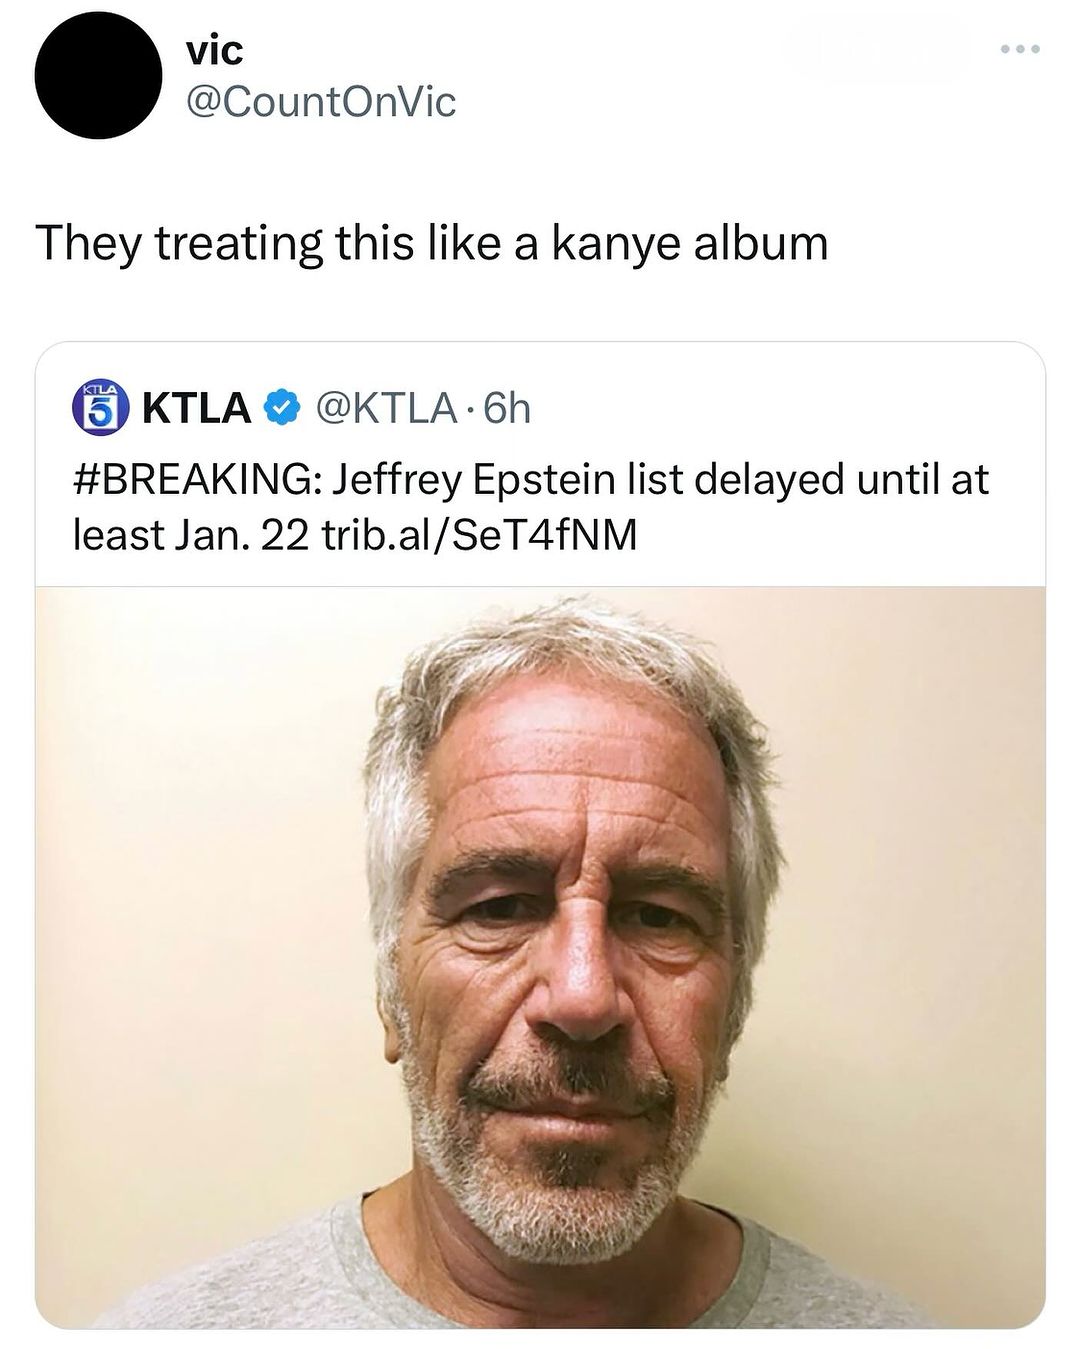 vic
@CountOnVic
They treating this like a kanye album
KTLA 5
KTLA @KTLA · 6h
#BREAKING: Jeffrey Epstein list delayed until at
least Jan. 22 trib.al/SeT4fNM